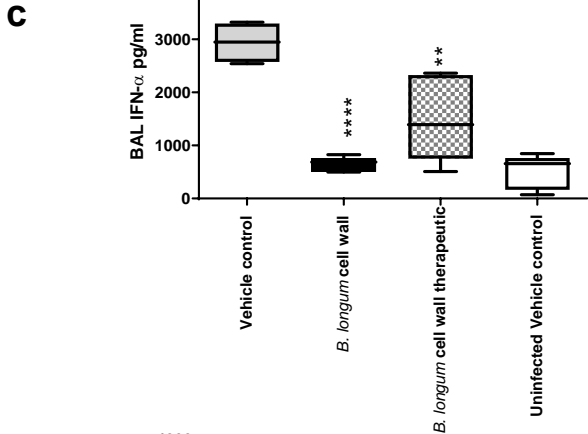 c
BAL IFN-α pg/ml
3000
2000
1000
0
****
**
Vehicle control
B. longum cell wall
B. longum cell wall therapeutic
Uninfected Vehicle control